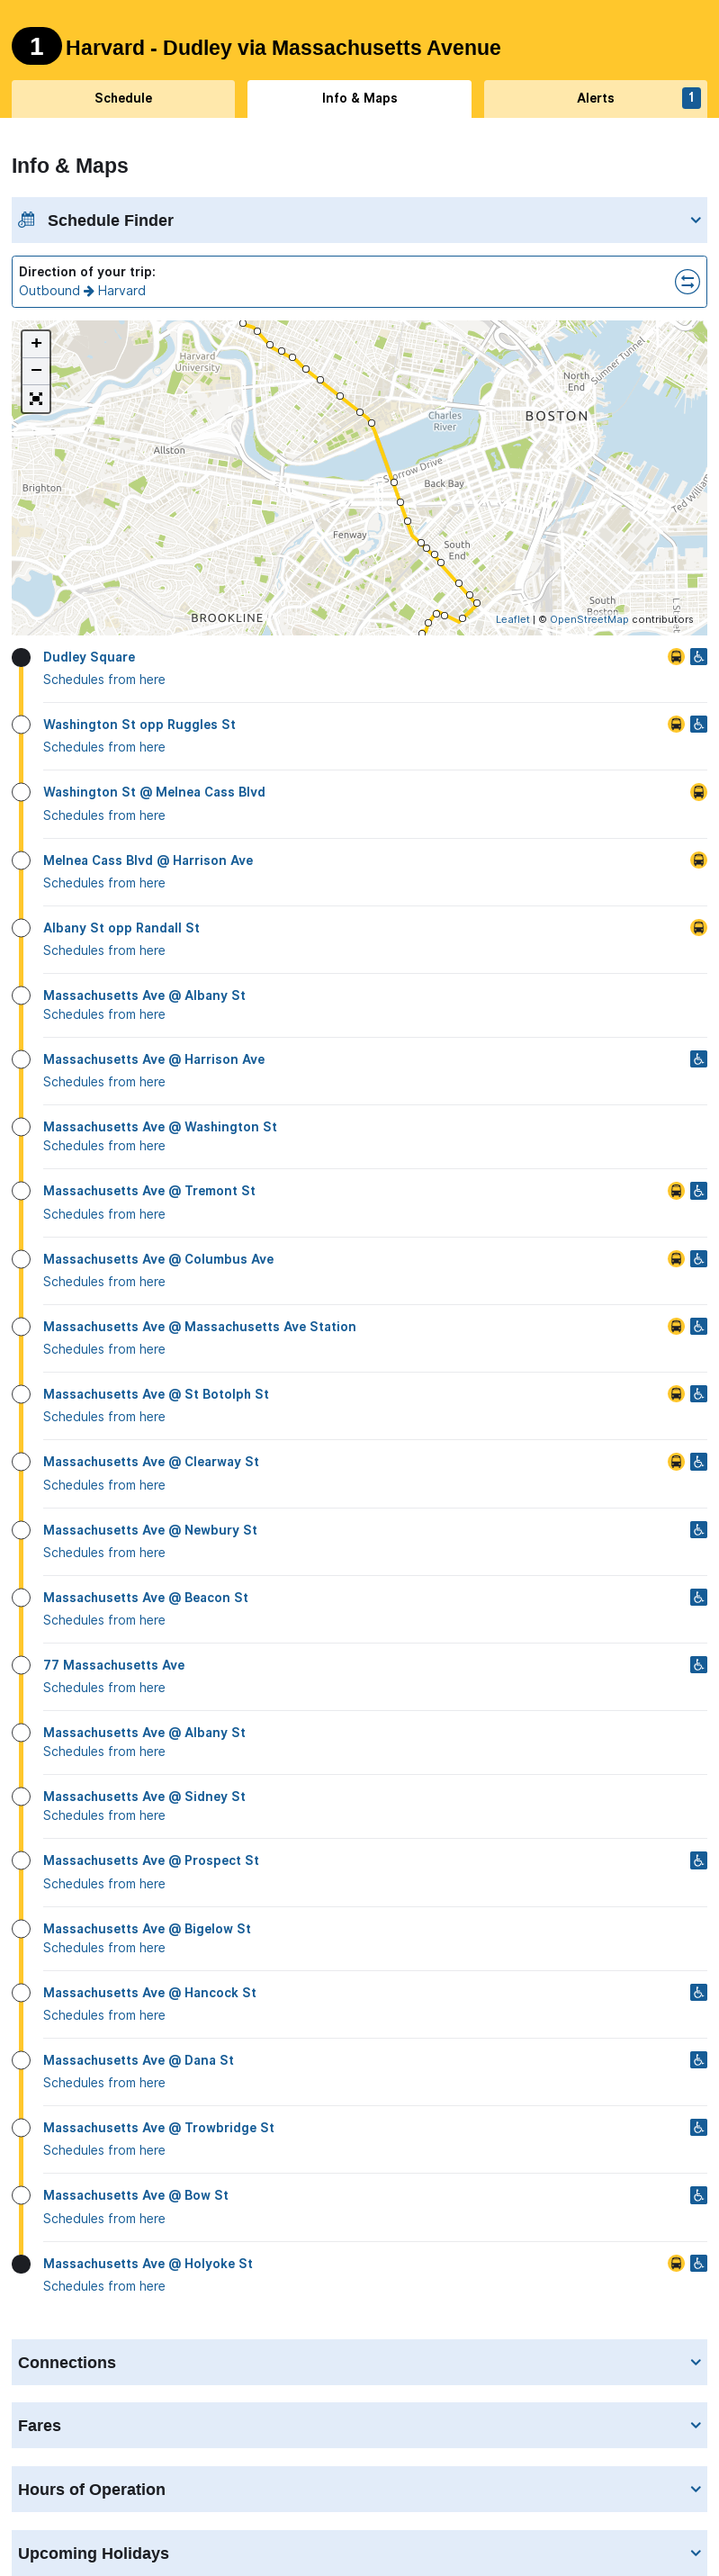 1 Harvard - Dudley via Massachusetts Avenue
Schedule
Info & Maps
Alerts
1
Info & Maps
Schedule Finder
Direction of your trip:
Outbound → Harvard
+
−
Harvard
University
Allston
Brighton
BROOKLINE
Fenway
Charles
River
Storrow Drive
Back Bay
South
End
BOSTON
North
End
Sumner Tunnel
Ted William
South
Boston
L Street
Leaflet | © OpenStreetMap contributors
Dudley Square
Schedules from here
Washington St opp Ruggles St
Schedules from here
Washington St @ Melnea Cass Blvd
Schedules from here
Melnea Cass Blvd @ Harrison Ave
Schedules from here
Albany St opp Randall St
Schedules from here
Massachusetts Ave @ Albany St
Schedules from here
Massachusetts Ave @ Harrison Ave
Schedules from here
Massachusetts Ave @ Washington St
Schedules from here
Massachusetts Ave @ Tremont St
Schedules from here
Massachusetts Ave @ Columbus Ave
Schedules from here
Massachusetts Ave @ Massachusetts Ave Station
Schedules from here
Massachusetts Ave @ St Botolph St
Schedules from here
Massachusetts Ave @ Clearway St
Schedules from here
Massachusetts Ave @ Newbury St
Schedules from here
Massachusetts Ave @ Beacon St
Schedules from here
77 Massachusetts Ave
Schedules from here
Massachusetts Ave @ Albany St
Schedules from here
Massachusetts Ave @ Sidney St
Schedules from here
Massachusetts Ave @ Prospect St
Schedules from here
Massachusetts Ave @ Bigelow St
Schedules from here
Massachusetts Ave @ Hancock St
Schedules from here
Massachusetts Ave @ Dana St
Schedules from here
Massachusetts Ave @ Trowbridge St
Schedules from here
Massachusetts Ave @ Bow St
Schedules from here
Massachusetts Ave @ Holyoke St
Schedules from here
Connections
Fares
Hours of Operation
Upcoming Holidays